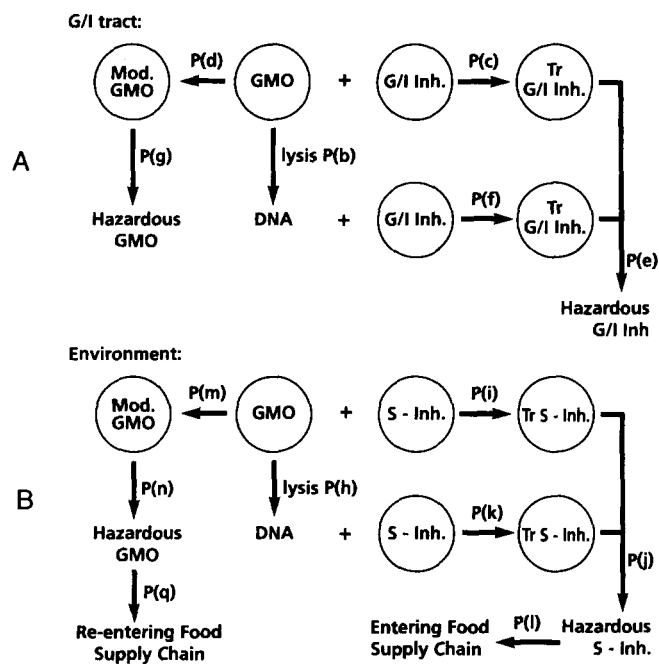 G/I tract:
Mod.
GMO
P(d)
GMO
+
G/I Inh.
P(c)
Tr
G/I Inh.
P(g)
lysis P(b)
A
Hazardous
GMO
DNA
+
G/I Inh.
P(f)
Tr
G/I Inh.
P(e)
Hazardous
G/I Inh
Environment:
Mod.
GMO
P(m)
GMO
+
S - Inh.
P(i)
Tr S - Inh.
P(n)
lysis P(h)
B
Hazardous
GMO
DNA
+
S - Inh.
P(k)
Tr S - Inh.
P(j)
P(q)
Re-entering Food
Supply Chain
Entering Food
Supply Chain
P(l)
Hazardous
S - Inh.